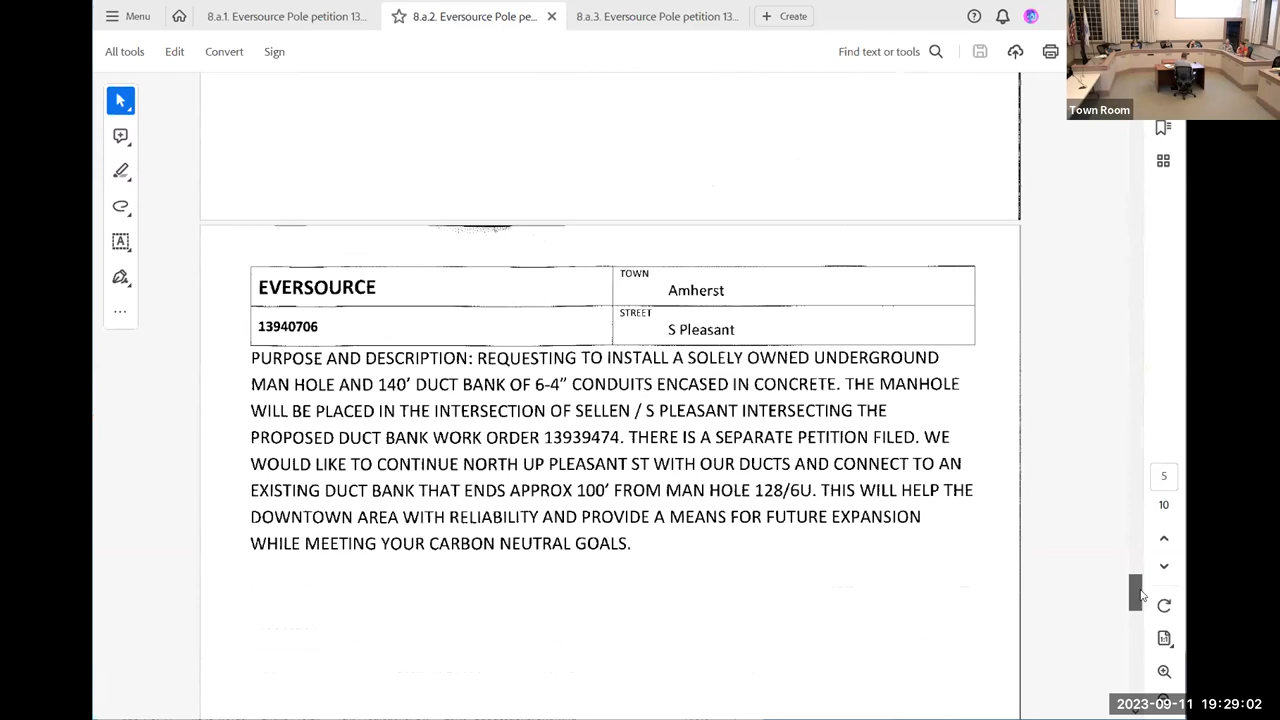 Menu
8.a.1. Eversource Pole petition 13...
8.a.2. Eversource Pole pe...
8.a.3. Eversource Pole petition 13...
Create
All tools
Edit
Convert
Sign
Find text or tools
Town Room
EVERSOURCE
TOWN
Amherst
13940706
STREET
S Pleasant
PURPOSE AND DESCRIPTION: REQUESTING TO INSTALL A SOLELY OWNED UNDERGROUND
MAN HOLE AND 140’ DUCT BANK OF 6-4” CONDUITS ENCASED IN CONCRETE. THE MANHOLE
WILL BE PLACED IN THE INTERSECTION OF SELLEN / S PLEASANT INTERSECTING THE
PROPOSED DUCT BANK WORK ORDER 13939474. THERE IS A SEPARATE PETITION FILED. WE
WOULD LIKE TO CONTINUE NORTH UP PLEASANT ST WITH OUR DUCTS AND CONNECT TO AN
EXISTING DUCT BANK THAT ENDS APPROX 100’ FROM MAN HOLE 128/6U. THIS WILL HELP THE
DOWNTOWN AREA WITH RELIABILITY AND PROVIDE A MEANS FOR FUTURE EXPANSION
WHILE MEETING YOUR CARBON NEUTRAL GOALS.
5
10
2023-09-11 19:29:02